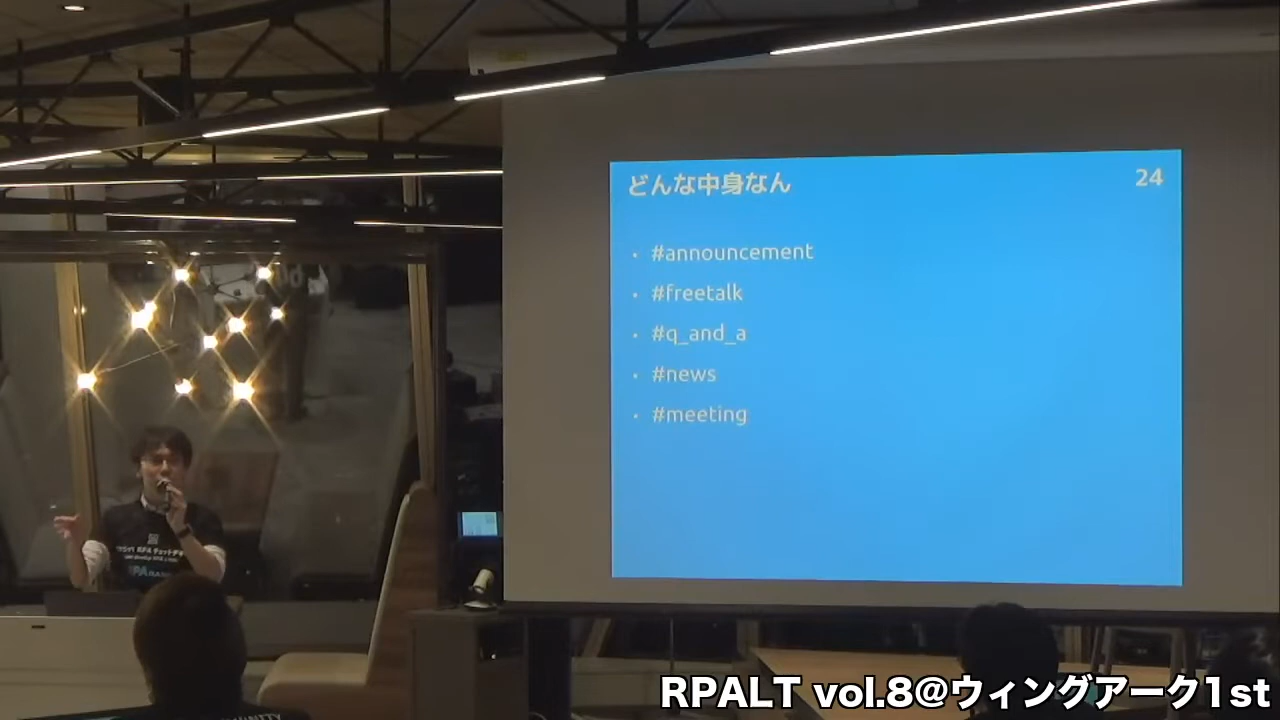 どんな中身なん
24
・ #announcement
・ #freetalk
・ #q_and_a
・ #news
・ #meeting
RPALT vol.8@ウィングアーク1st